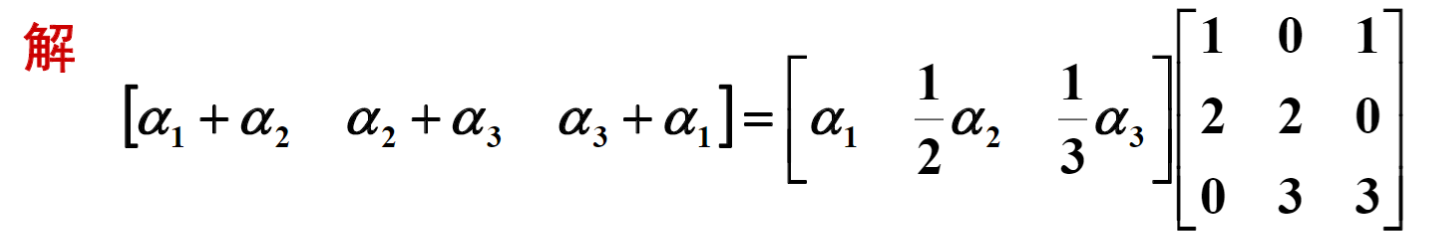 解
[α₁ + α₂ α₂ + α₃ α₃ + α₁] = [α₁ 1/2 α₂ 1/3 α₃] [1 0 1
2 2 0
0 3 3]